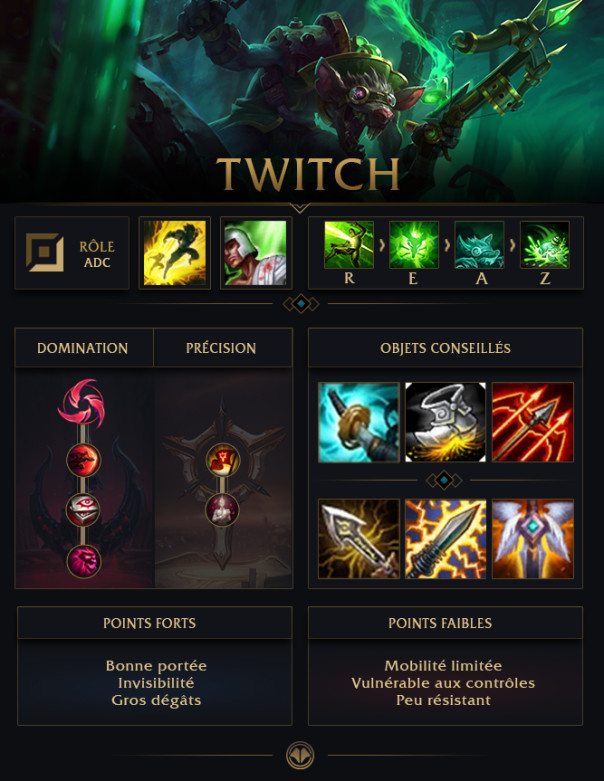 TWITCH
RÔLE
ADC
R E A Z
DOMINATION
PRÉCISION
OBJETS CONSEILLÉS
POINTS FORTS
Bonne portée
Invisibilité
Gros dégâts
POINTS FAIBLES
Mobilité limitée
Vulnérable aux contrôles
Peu résistant